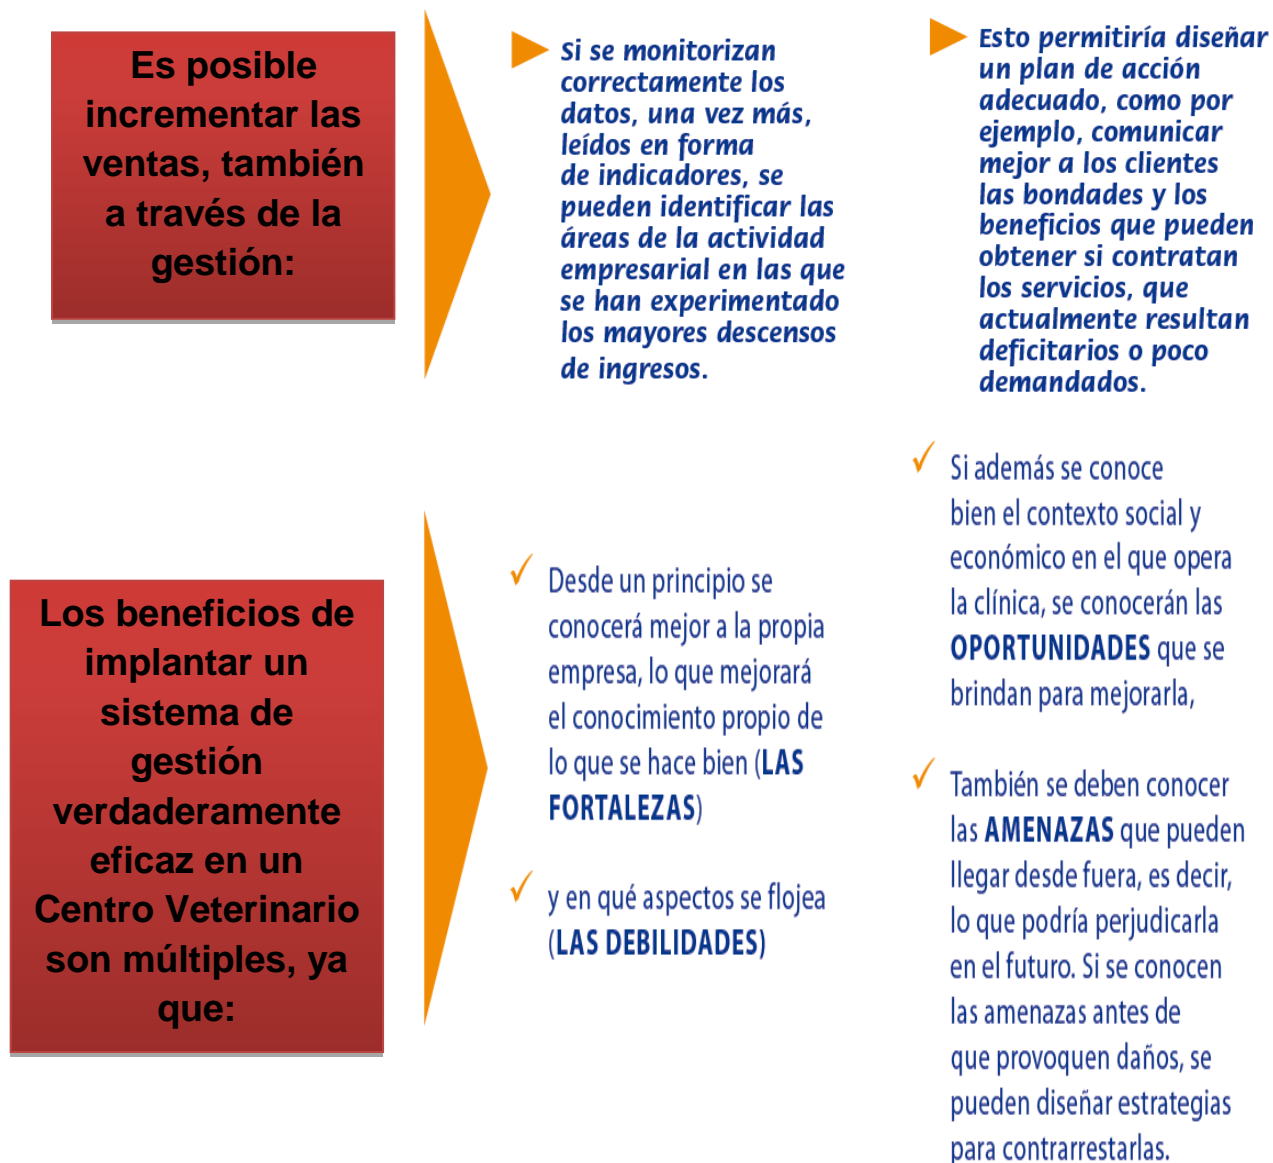 Es posible
incrementar las
ventas, también
a través de la
gestión:
Si se monitorizan
correctamente los
datos, una vez más,
leídos en forma
de indicadores, se
pueden identificar las
áreas de la actividad
empresarial en las que
se han experimentado
los mayores descensos
de ingresos.
Esto permitiría diseñar
un plan de acción
adecuado, como por
ejemplo, comunicar
mejor a los clientes
las bondades y los
beneficios que pueden
obtener si contratan
los servicios, que
actualmente resultan
deficitarios o poco
demandados.
Los beneficios de
implantar un
sistema de
gestión
verdaderamente
eficaz en un
Centro Veterinario
son múltiples, ya
que:
Desde un principio se
conocerá mejor a la propia
empresa, lo que mejorará
el conocimiento propio de
lo que se hace bien (LAS
FORTALEZAS)
y en qué aspectos se flojea
(LAS DEBILIDADES)
Si además se conoce
bien el contexto social y
económico en el que opera
la clínica, se conocerán las
OPORTUNIDADES que se
brindan para mejorarla,
También se deben conocer
las AMENAZAS que pueden
llegar desde fuera, es decir,
lo que podría perjudicarla
en el futuro. Si se conocen
las amenazas antes de
que provoquen daños, se
pueden diseñar estrategias
para contrarrestarlas.